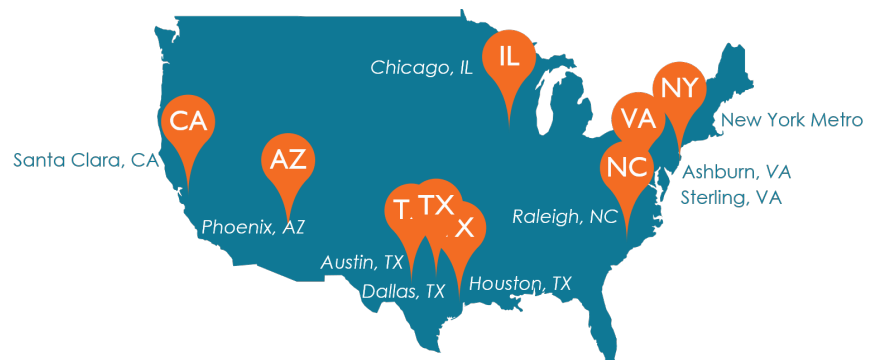 IL
Chicago, IL
NY
CA
VA
New York Metro
Santa Clara, CA
AZ
NC
Ashburn, VA
Sterling, VA
T
TX
X
Raleigh, NC
Phoenix, AZ
Austin, TX
Dallas, TX
Houston, TX